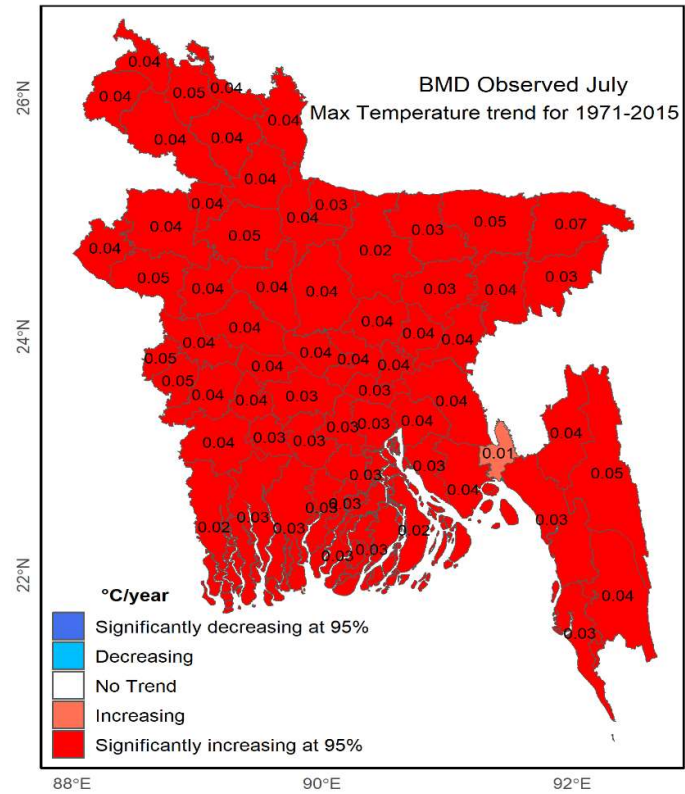 BMD Observed July
Max Temperature trend for 1971-2015
26°N
24°N
22°N
0.04
0.04 0.05 0.04
0.04 0.04 0.04
0.04
0.04 0.04 0.03
0.04 0.05 0.02 0.03 0.05 0.07
0.04 0.05 0.04 0.04 0.04 0.03 0.04 0.03
0.04 0.04 0.04 0.04 0.04
0.05 0.04 0.04 0.04 0.04
0.05 0.04 0.04 0.03 0.03 0.04
0.04 0.03 0.03 0.03 0.03 0.04 0.04
0.03 0.03 0.04 0.01 0.05
0.02 0.03 0.03 0.03 0.03 0.02 0.03
0.03 0.03 0.04
0.03
°C/year
Significantly decreasing at 95%
Decreasing
No Trend
Increasing
Significantly increasing at 95%
88°E 90°E 92°E